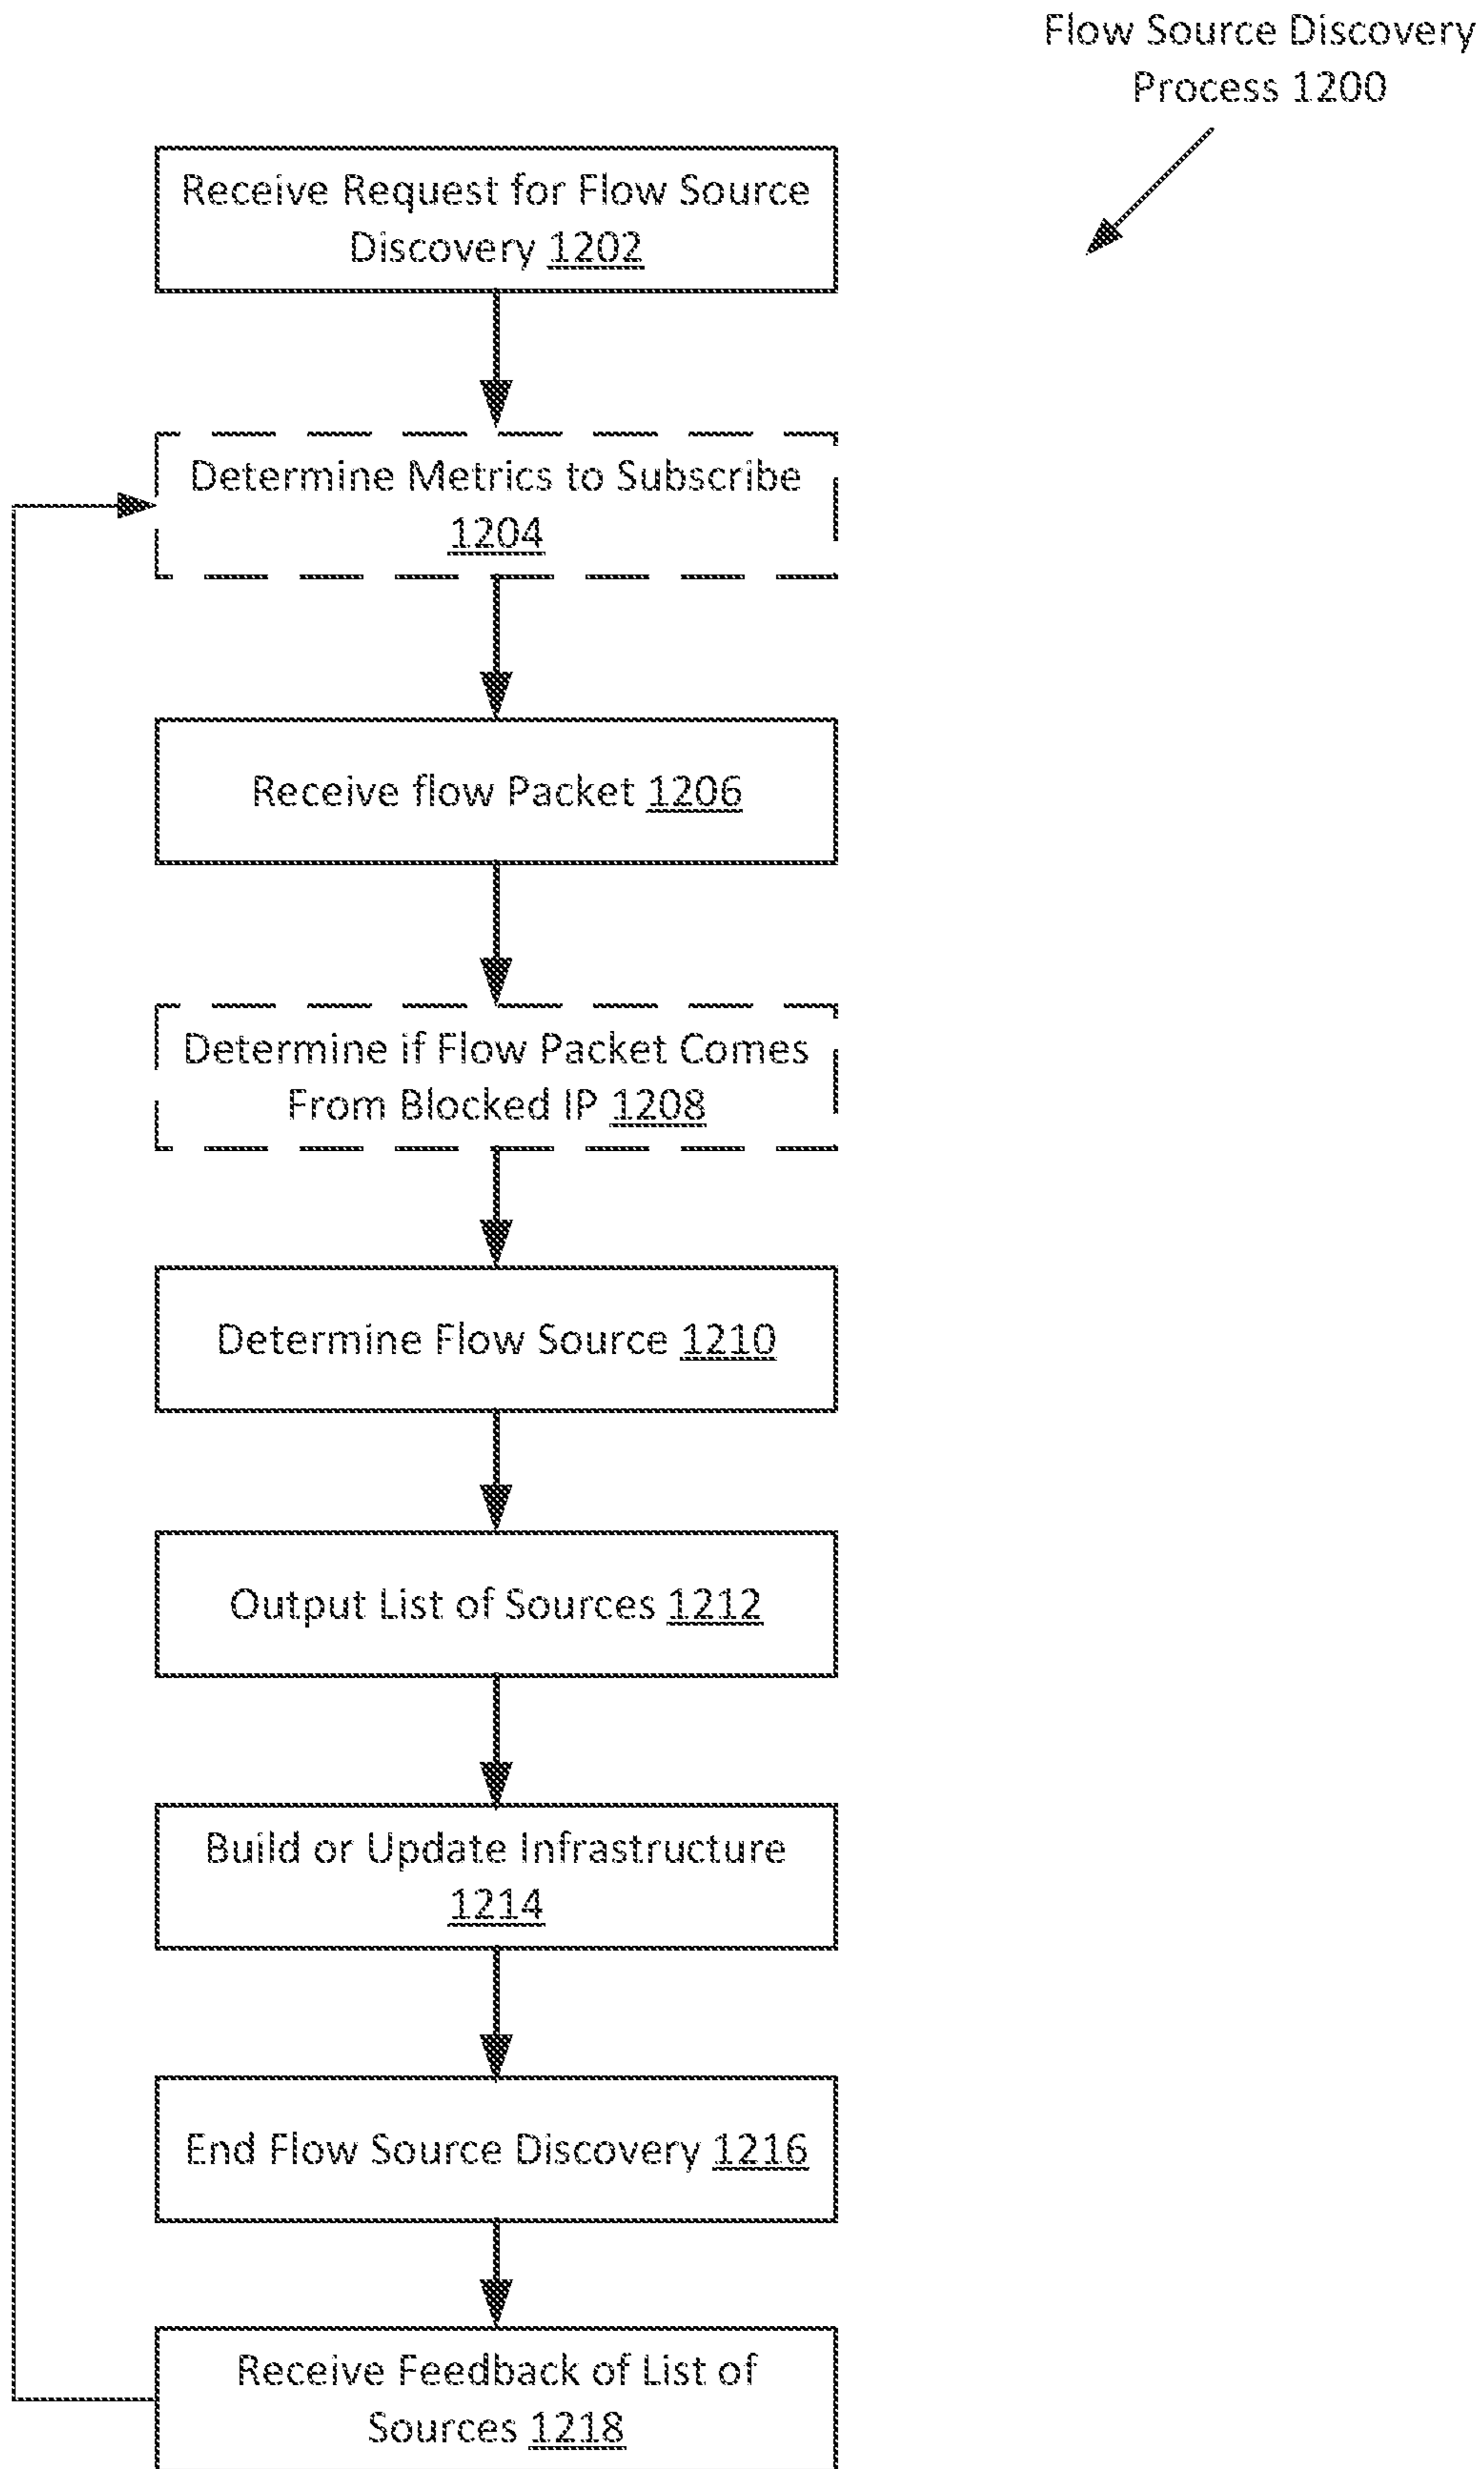 Flow Source Discovery
Process 1200
Receive Request for Flow Source
Discovery 1202
Determine Metrics to Subscribe
1204
Receive flow Packet 1206
Determine if Flow Packet Comes
From Blocked IP 1208
Determine Flow Source 1210
Output List of Sources 1212
Build or Update Infrastructure
1214
End Flow Source Discovery 1216
Receive Feedback of List of
Sources 1218